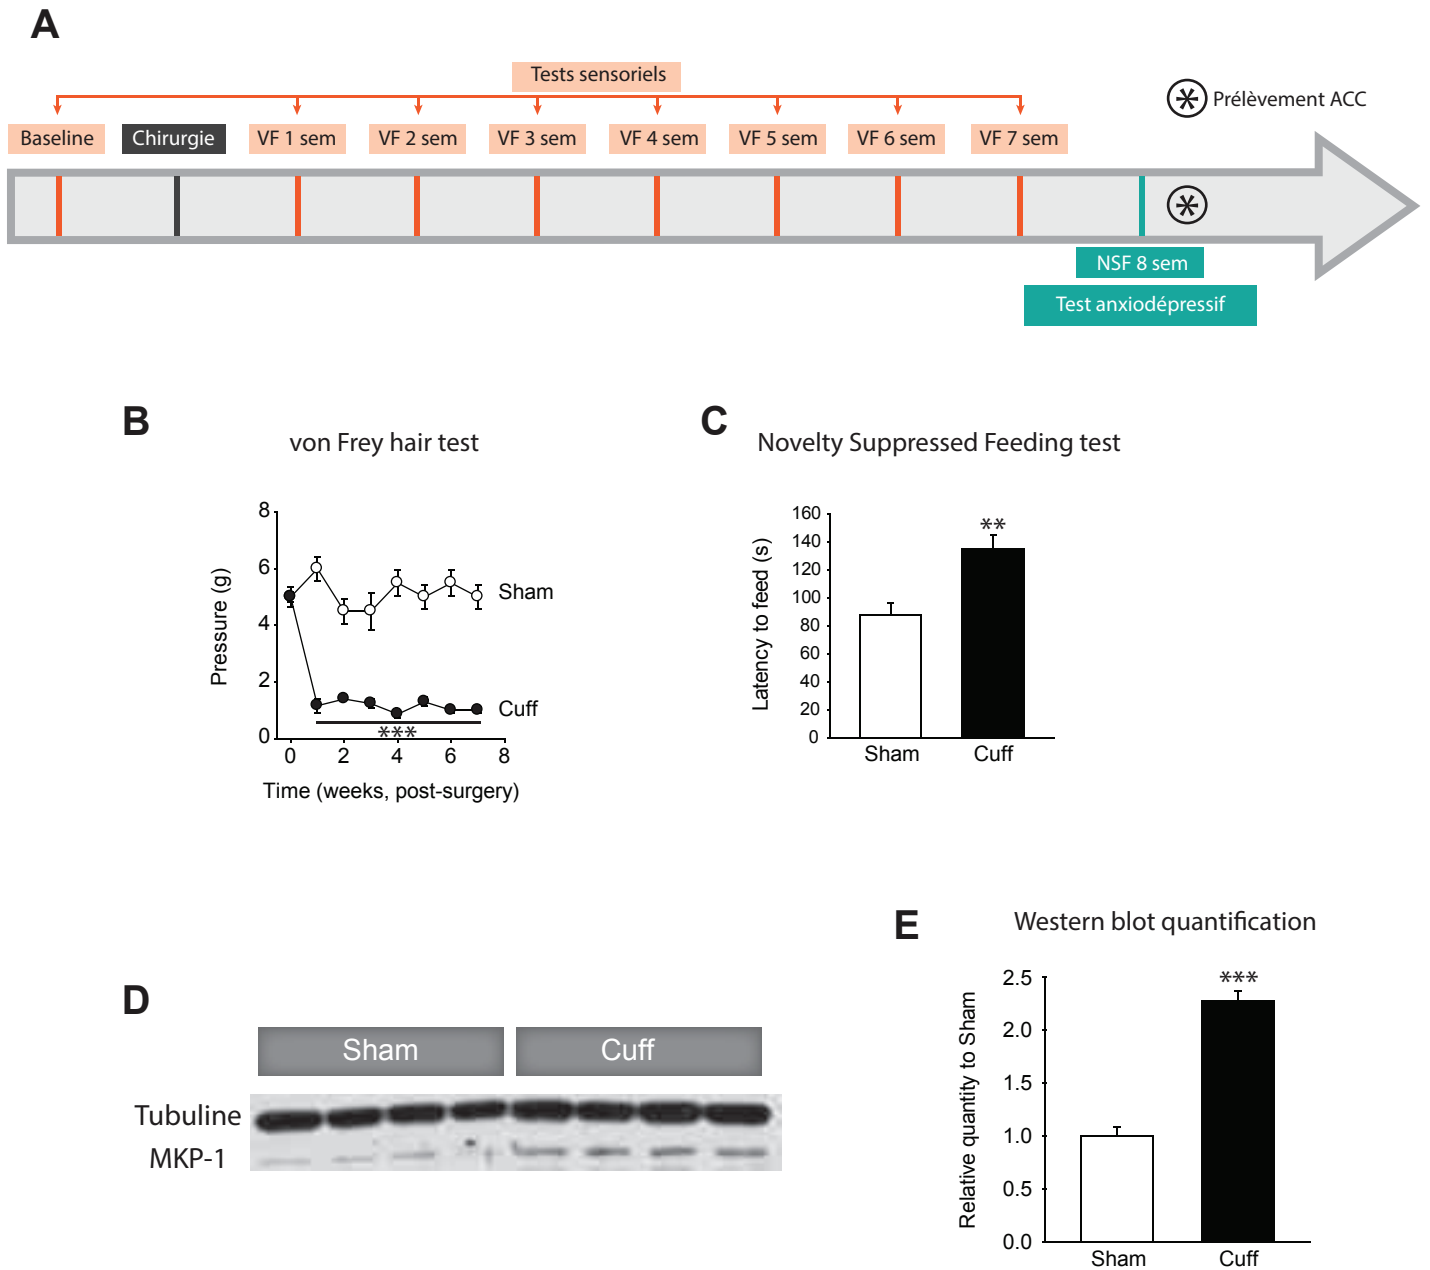 A
Tests sensoriels
Prélèvement ACC
Baseline
Chirurgie
VF 1 sem
VF 2 sem
VF 3 sem
VF 4 sem
VF 5 sem
VF 6 sem
VF 7 sem
NSF 8 sem
Test anxiodépressif
B
von Frey hair test
Pressure (g)
8
6
4
2
0
Sham
Cuff
***
0 2 4 6 8
Time (weeks, post-surgery)
C
Novelty Suppressed Feeding test
Latency to feed (s)
160
140
120
100
80
60
40
20
0
**
Sham Cuff
D
Sham Cuff
Tubuline
MKP-1
E
Western blot quantification
Relative quantity to Sham
2.5
2.0
1.5
1.0
0.5
0.0
***
Sham Cuff